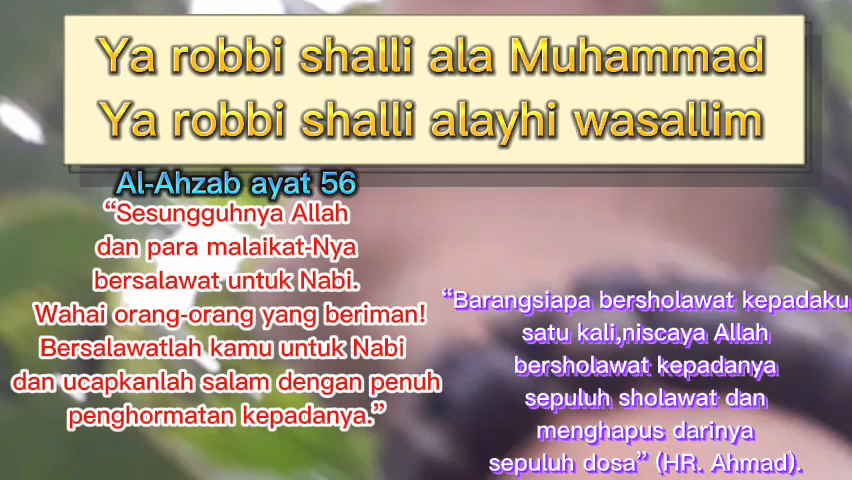 Ya robbi shalli ala Muhammad
Ya robbi shalli alayhi wasallim
Al-Ahzab ayat 56
“Sesungguhnya Allah
dan para malaikat-Nya
bersalawat untuk Nabi.
Wahai orang-orang yang beriman!
Bersalawatlah kamu untuk Nabi
dan ucapkanlah salam dengan penuh
penghormatan kepadanya.”
“Barangsiapa bersholawat kepadaku
satu kali,niscaya Allah
bersholawat kepadanya
sepuluh sholawat dan
menghapus darinya
sepuluh dosa” (HR. Ahmad).